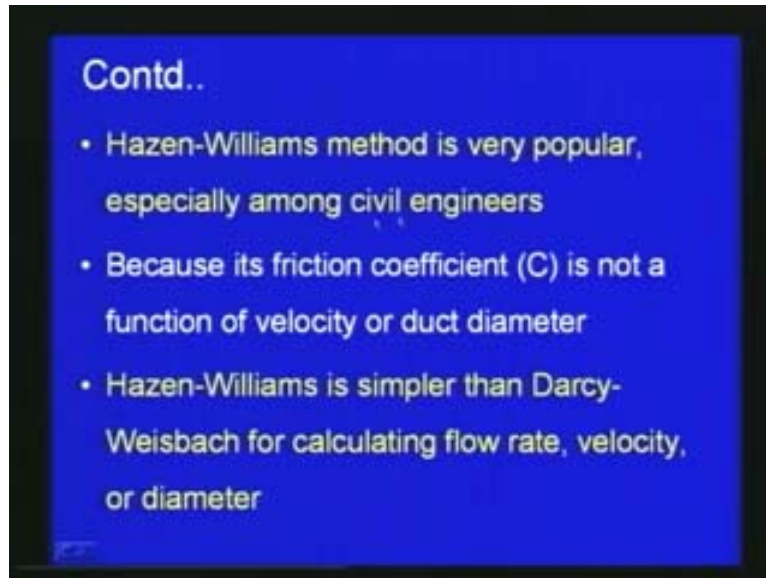 Contd..
• Hazen-Williams method is very popular,
especially among civil engineers
• Because its friction coefficient (C) is not a
function of velocity or duct diameter
• Hazen-Williams is simpler than Darcy-
Weisbach for calculating flow rate, velocity,
or diameter